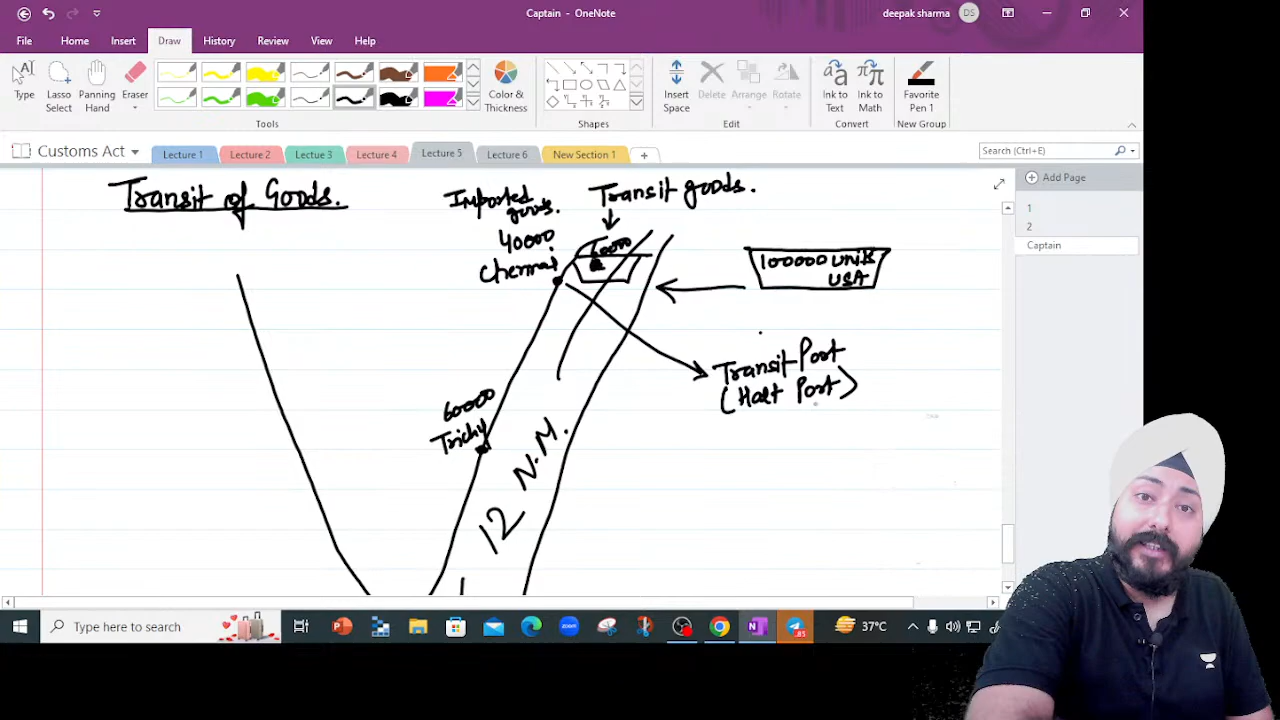 Captain - OneNote
deepak sharma
DS
File
Home
Insert
Draw
History
Review
View
Help
Type
Lasso
Select
Panning
Hand
Eraser
Color &
Thickness
Insert
Space
Delete
Arrange
Rotate
Ink to
Text
Ink to
Math
Favorite
Pen 1
Tools
Shapes
Edit
Convert
New Group
Customs Act
Lecture 1
Lecture 2
Lectue 3
Lecture 4
Lecture 5
Lecture 6
New Section 1
Search (Ctrl+E)
Add Page
1
2
Captain
Transit of Goods.
Imported
goods.
40000
Chennai
Transit goods.
60000
100000 units
USA
Transit Port
(Halt Port)
60000
Trichy
12 N.M.
Type here to search
37°C